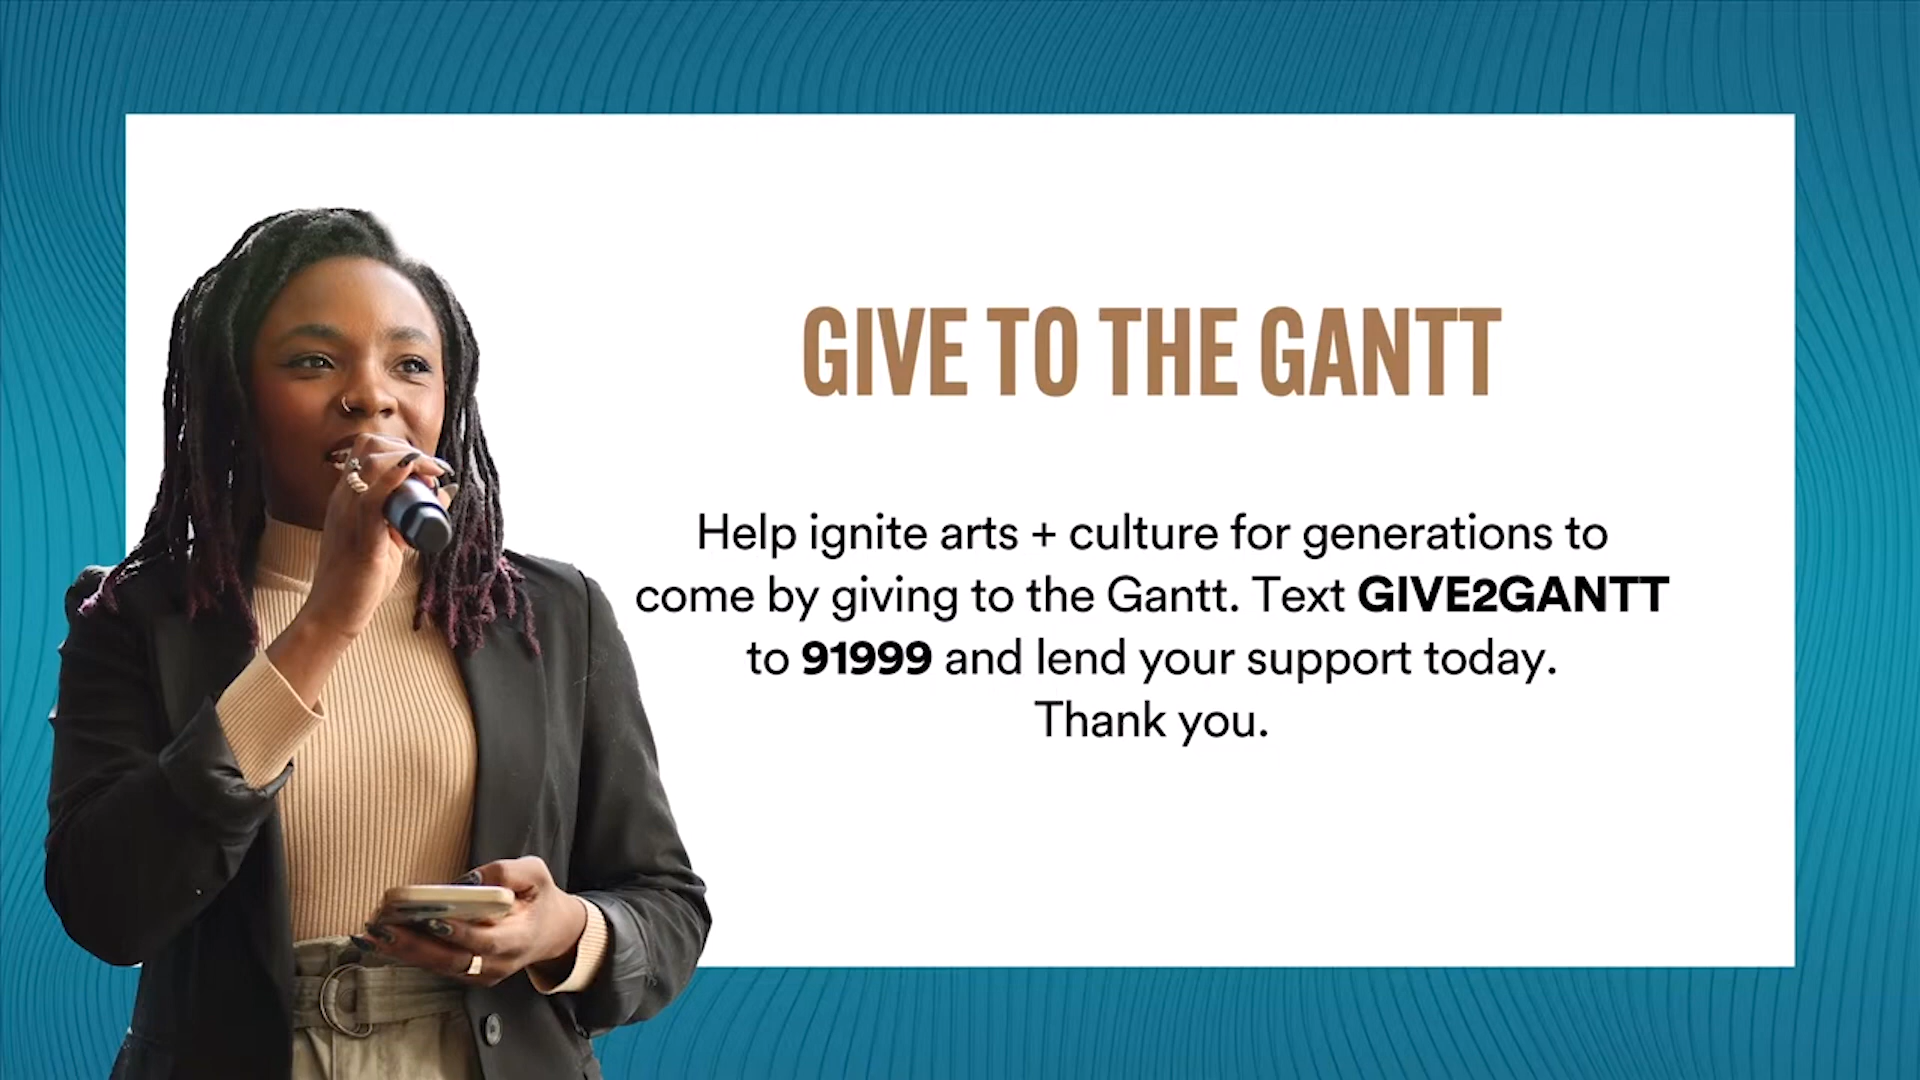 GIVE TO THE GANTT
Help ignite arts + culture for generations to
come by giving to the Gantt. Text GIVE2GANTT
to 91999 and lend your support today.
Thank you.